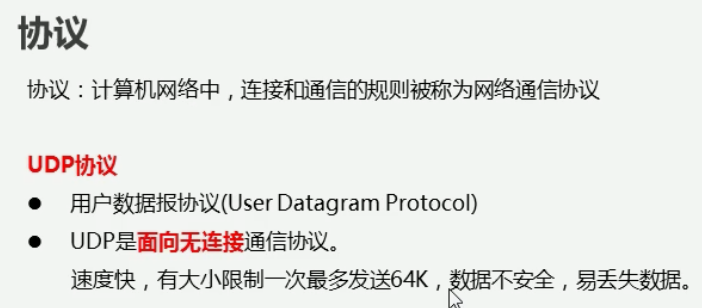 协议
协议：计算机网络中，连接和通信的规则被称为网络通信协议
UDP协议
● 用户数据报协议(User Datagram Protocol)
● UDP是面向无连接通信协议。
速度快，有大小限制一次最多发送64K，数据不安全，易丢失数据。